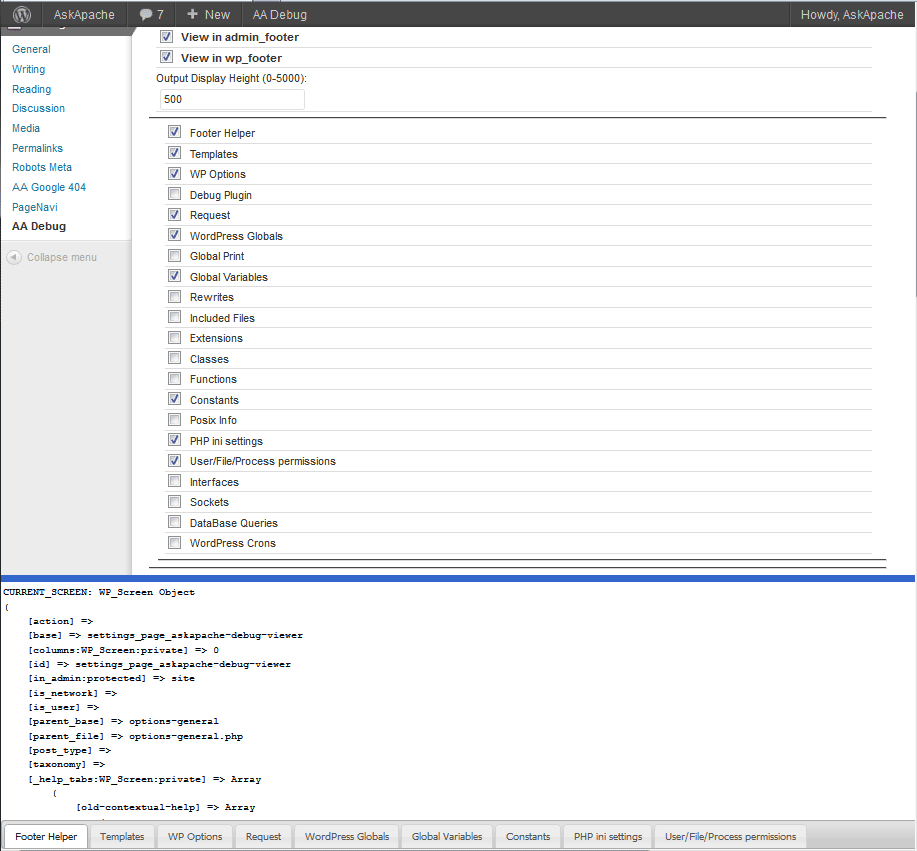 AskApache 7 New AA Debug Howdy, AskApache
General
Writing
Reading
Discussion
Media
Permalinks
Robots Meta
AA Google 404
PageNavi
AA Debug
Collapse menu
View in admin_footer
View in wp_footer
Output Display Height (0-5000):
500
Footer Helper
Templates
WP Options
Debug Plugin
Request
WordPress Globals
Global Print
Global Variables
Rewrites
Included Files
Extensions
Classes
Functions
Constants
Posix Info
PHP ini settings
User/File/Process permissions
Interfaces
Sockets
DataBase Queries
WordPress Crons
CURRENT_SCREEN: WP_Screen Object
(
[action] =>
[base] => settings_page_askapache-debug-viewer
[columns:WP_Screen:private] => 0
[id] => settings_page_askapache-debug-viewer
[in_admin:protected] => site
[is_network] =>
[is_user] =>
[parent_base] => options-general
[parent_file] => options-general.php
[post_type] =>
[taxonomy] =>
[_help_tabs:WP_Screen:private] => Array
(
[old-contextual-help] => Array
Footer Helper Templates WP Options Request WordPress Globals Global Variables Constants PHP ini settings User/File/Process permissions